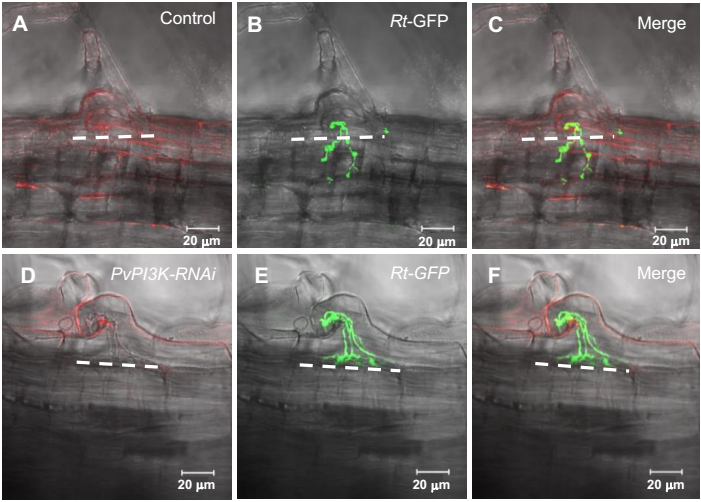 A Control
B Rt-GFP
C Merge
20 μm
20 μm
20 μm
D PvPI3K-RNAi
E Rt-GFP
F Merge
20 μm
20 μm
20 μm